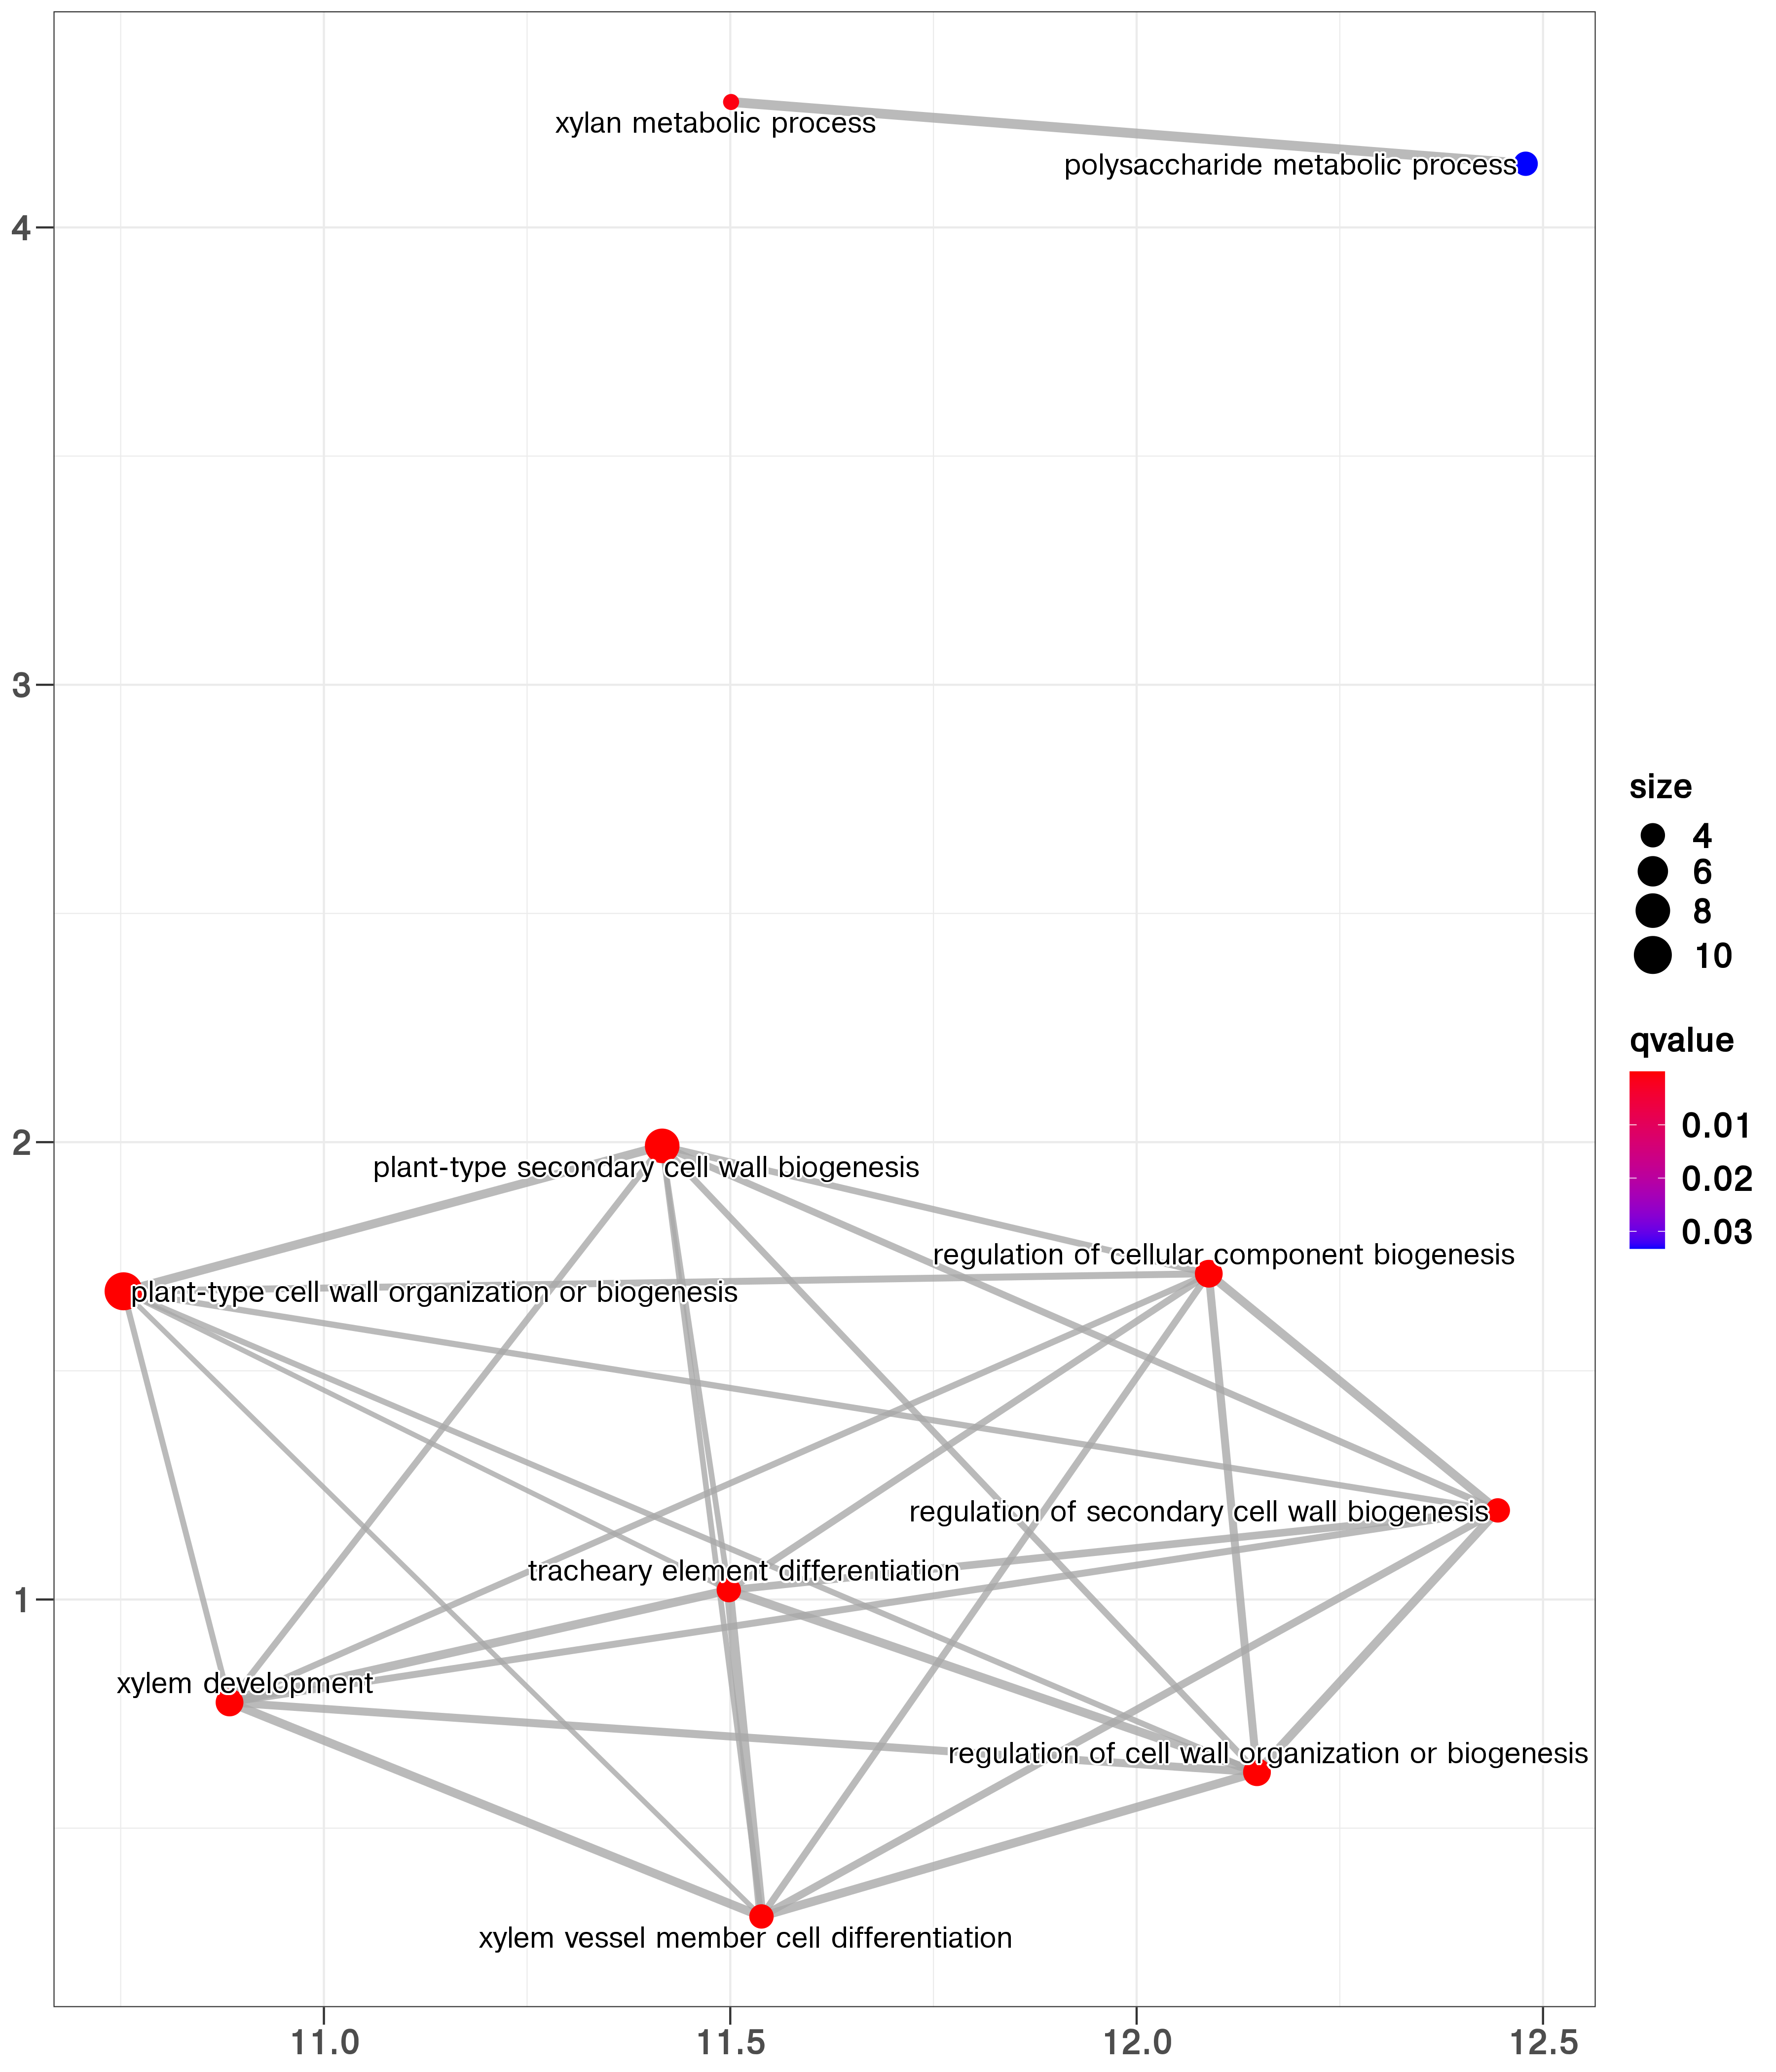 xylan metabolic process
polysaccharide metabolic process
4
3
size
4
6
8
10
qvalue
0.01
0.02
0.03
2
plant-type secondary cell wall biogenesis
regulation of cellular component biogenesis
plant-type cell wall organization or biogenesis
regulation of secondary cell wall biogenesis
tracheary element differentiation
1
xylem development
regulation of cell wall organization or biogenesis
xylem vessel member cell differentiation
11.0
11.5
12.0
12.5